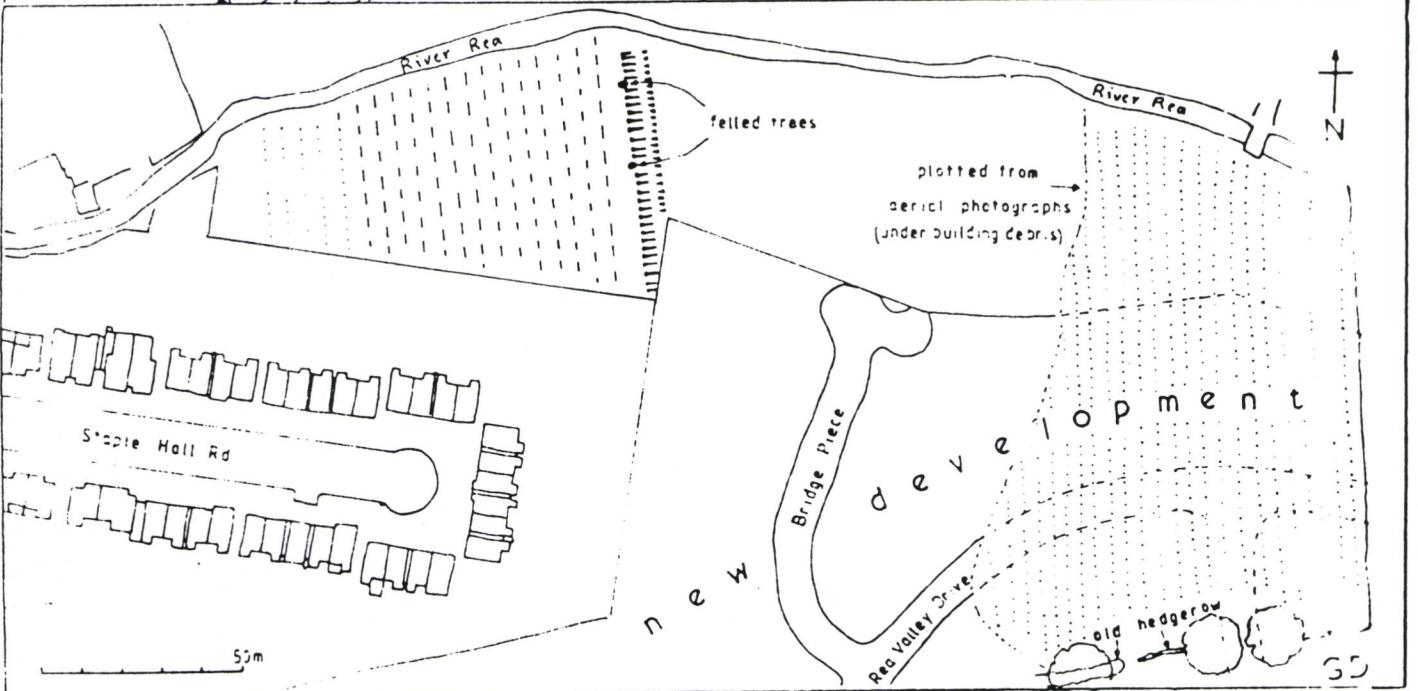 River Rea
felled trees
River Rea
N
plotted from
aerial photographs
(under building debris)
Staple Hall Rd
Bridge Piece
new development
Rea Valley Drive
old hedgerow
50m